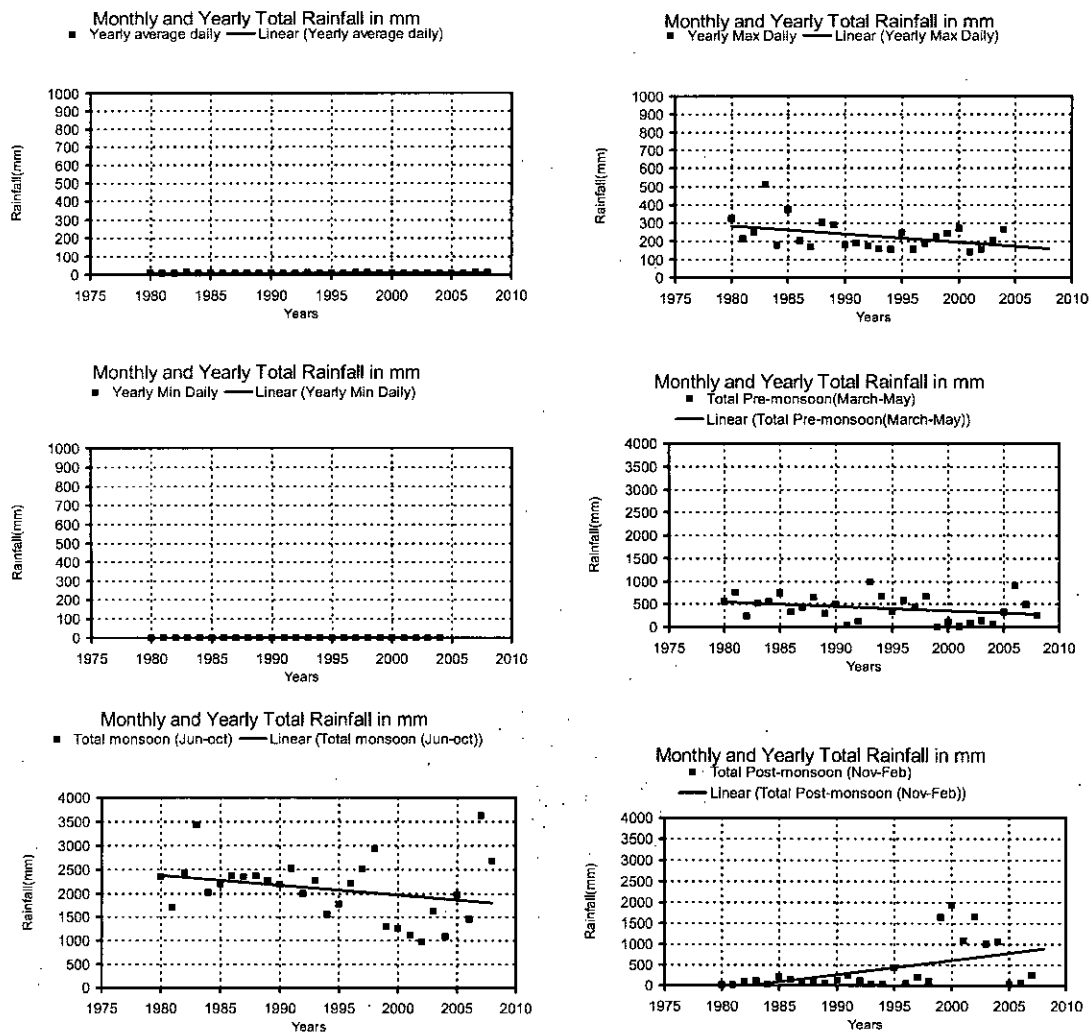 Monthly and Yearly Total Rainfall in mm
Yearly average daily Linear (Yearly average daily)
1000
900
800
700
600
500
400
300
200
100
0
Rainfall(mm)
1975 1980 1985 1990 1995 2000 2005 2010
Years
Monthly and Yearly Total Rainfall in mm
Yearly Max Daily Linear (Yearly Max Daily)
1000
900
800
700
600
500
400
300
200
100
0
Rainfall(mm)
1975 1980 1985 1990 1995 2000 2005 2010
Years
Monthly and Yearly Total Rainfall in mm
Yearly Min Daily Linear (Yearly Min Daily)
1000
900
800
700
600
500
400
300
200
100
0
Rainfall(mm)
1975 1980 1985 1990 1995 2000 2005 2010
Years
Monthly and Yearly Total Rainfall in mm
Total Pre-monsoon(March-May)
Linear (Total Pre-monsoon(March-May))
4000
3500
3000
2500
2000
1500
1000
500
0
Rainfall(mm)
1975 1980 1985 1990 1995 2000 2005 2010
Years
Monthly and Yearly Total Rainfall in mm
Total monsoon (Jun-oct) Linear (Total monsoon (Jun-oct))
4000
3500
3000
2500
2000
1500
1000
500
0
Rainfall(mm)
1975 1980 1985 1990 1995 2000 2005 2010
Years
Monthly and Yearly Total Rainfall in mm
Total Post-monsoon (Nov-Feb)
Linear (Total Post-monsoon (Nov-Feb))
4000
3500
3000
2500
2000
1500
1000
500
0
Rainfall(mm)
1975 1980 1985 1990 1995 2000 2005 2010
Years